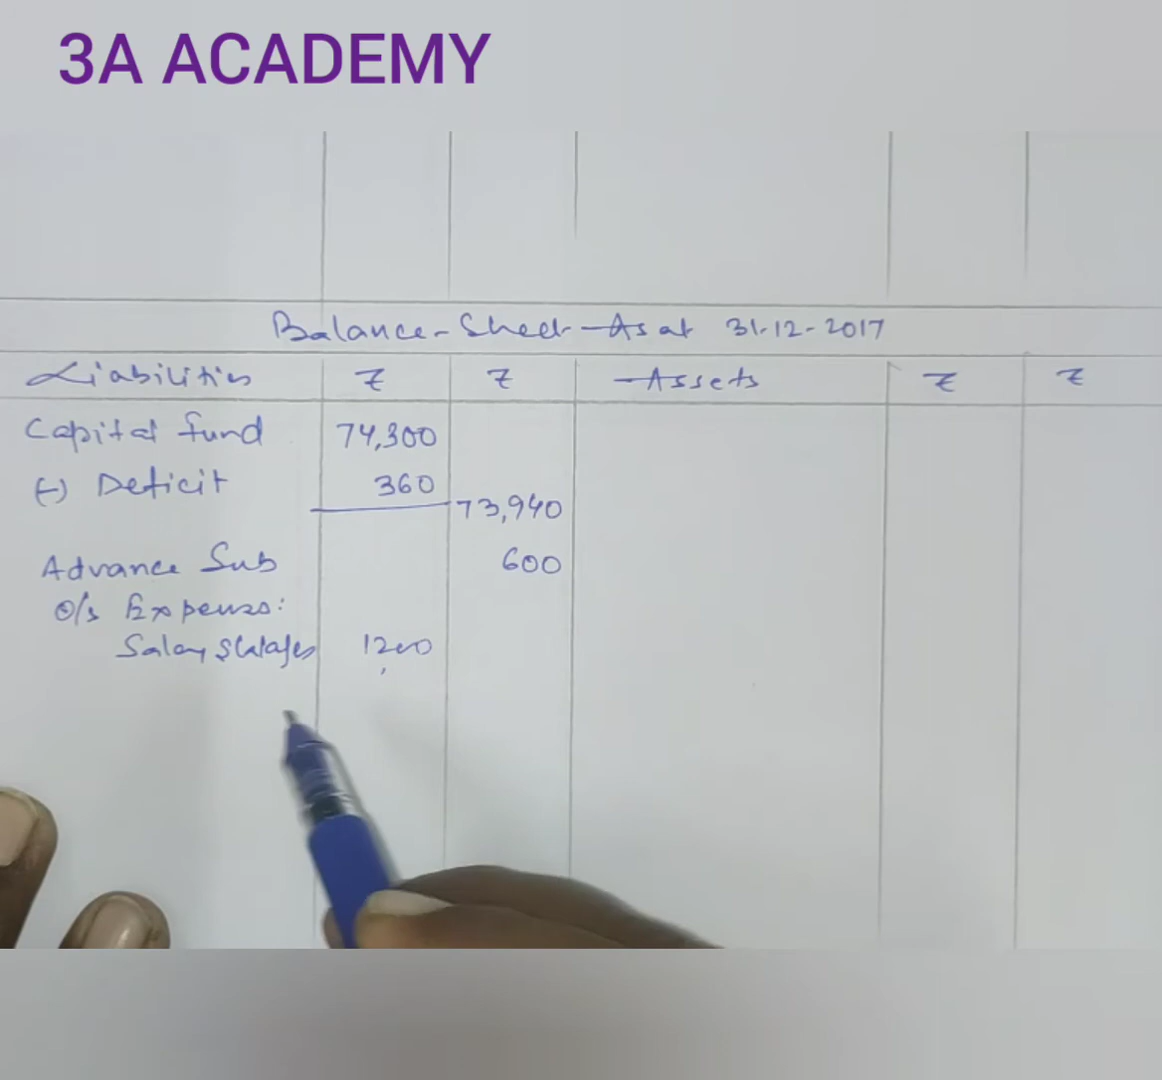 3A ACADEMY
Balance-Sheet-As at 31-12-2017
Liabilities ₹ ₹ Assets ₹ ₹
Capital fund 74,300
(-) Deficit 360 73,940
Advance Sub 600
O/s Expenses:
Salary & Wages 1200